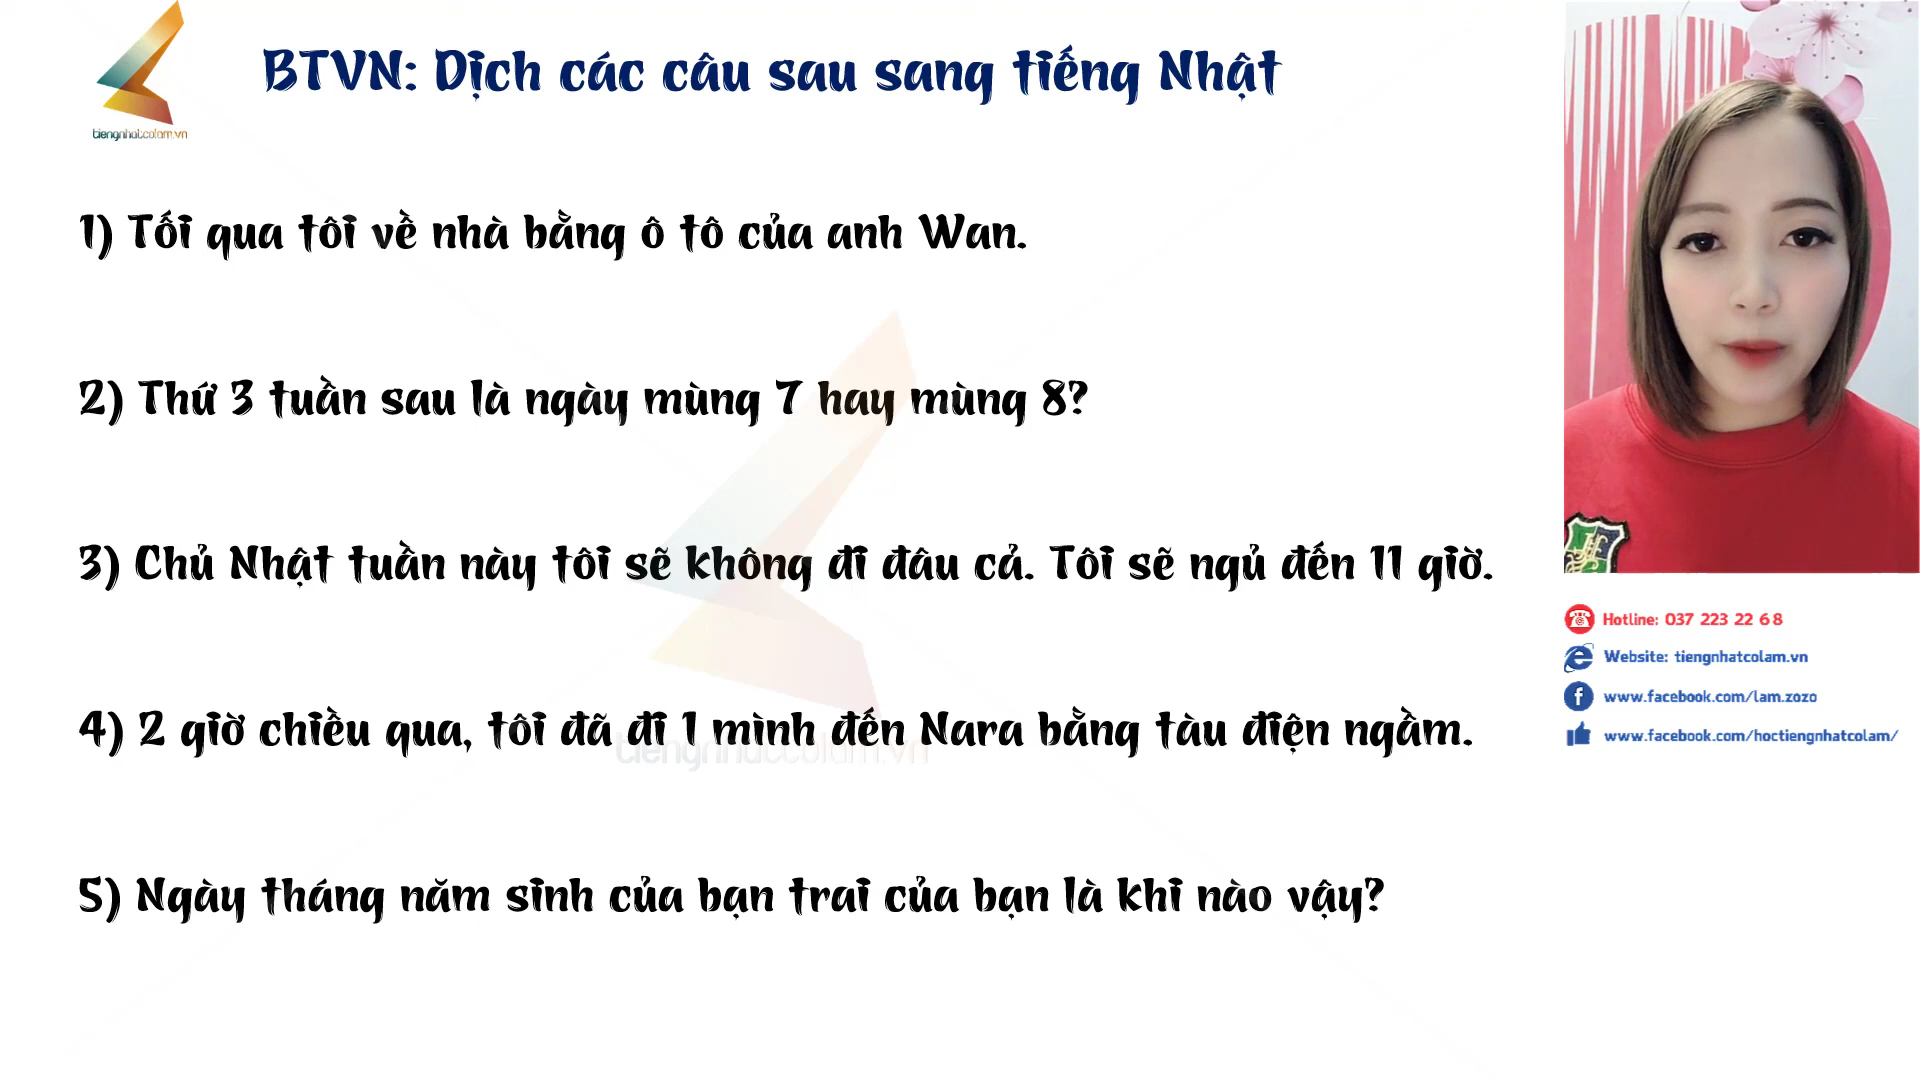 tiengnhatcolam.vn
BTVN: Dịch các câu sau sang tiếng Nhật
1) Tối qua tôi về nhà bằng ô tô của anh Wan.
2) Thứ 3 tuần sau là ngày mùng 7 hay mùng 8?
3) Chủ Nhật tuần này tôi sẽ không đi đâu cả. Tôi sẽ ngủ đến 11 giờ.
4) 2 giờ chiều qua, tôi đã đi 1 mình đến Nara bằng tàu điện ngầm.
tiengnhatcolam.vn
5) Ngày tháng năm sinh của bạn trai của bạn là khi nào vậy?
Hotline: 037 223 22 68
Website: tiengnhatcolam.vn
www.facebook.com/lam.zozo
www.facebook.com/hoctiengnhatcolam/